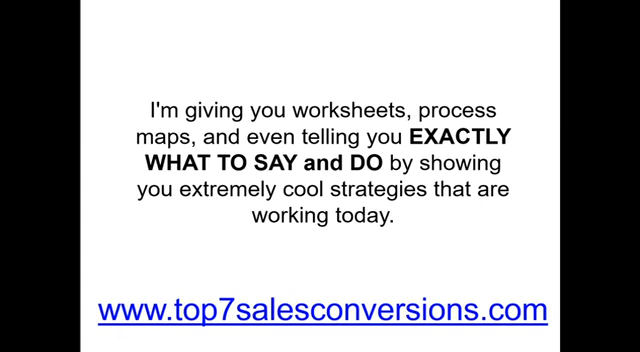 I'm giving you worksheets, process
maps, and even telling you EXACTLY
WHAT TO SAY and DO by showing
you extremely cool strategies that are
working today.
www.top7salesconversions.com